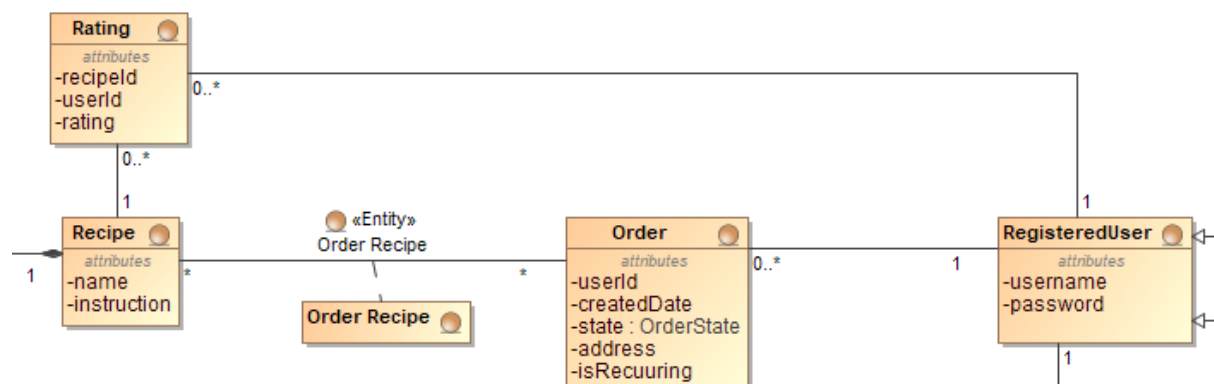 Rating
attributes
-recipeId
-userId
-rating
0..*
0..*
1
1
Recipe
attributes
-name
-instruction
1
*
«Entity»
Order Recipe
Order Recipe
*
Order
attributes
-userId
-createdDate
-state : OrderState
-address
-isRecuuring
0..*
1
RegisteredUser
attributes
-username
-password
1